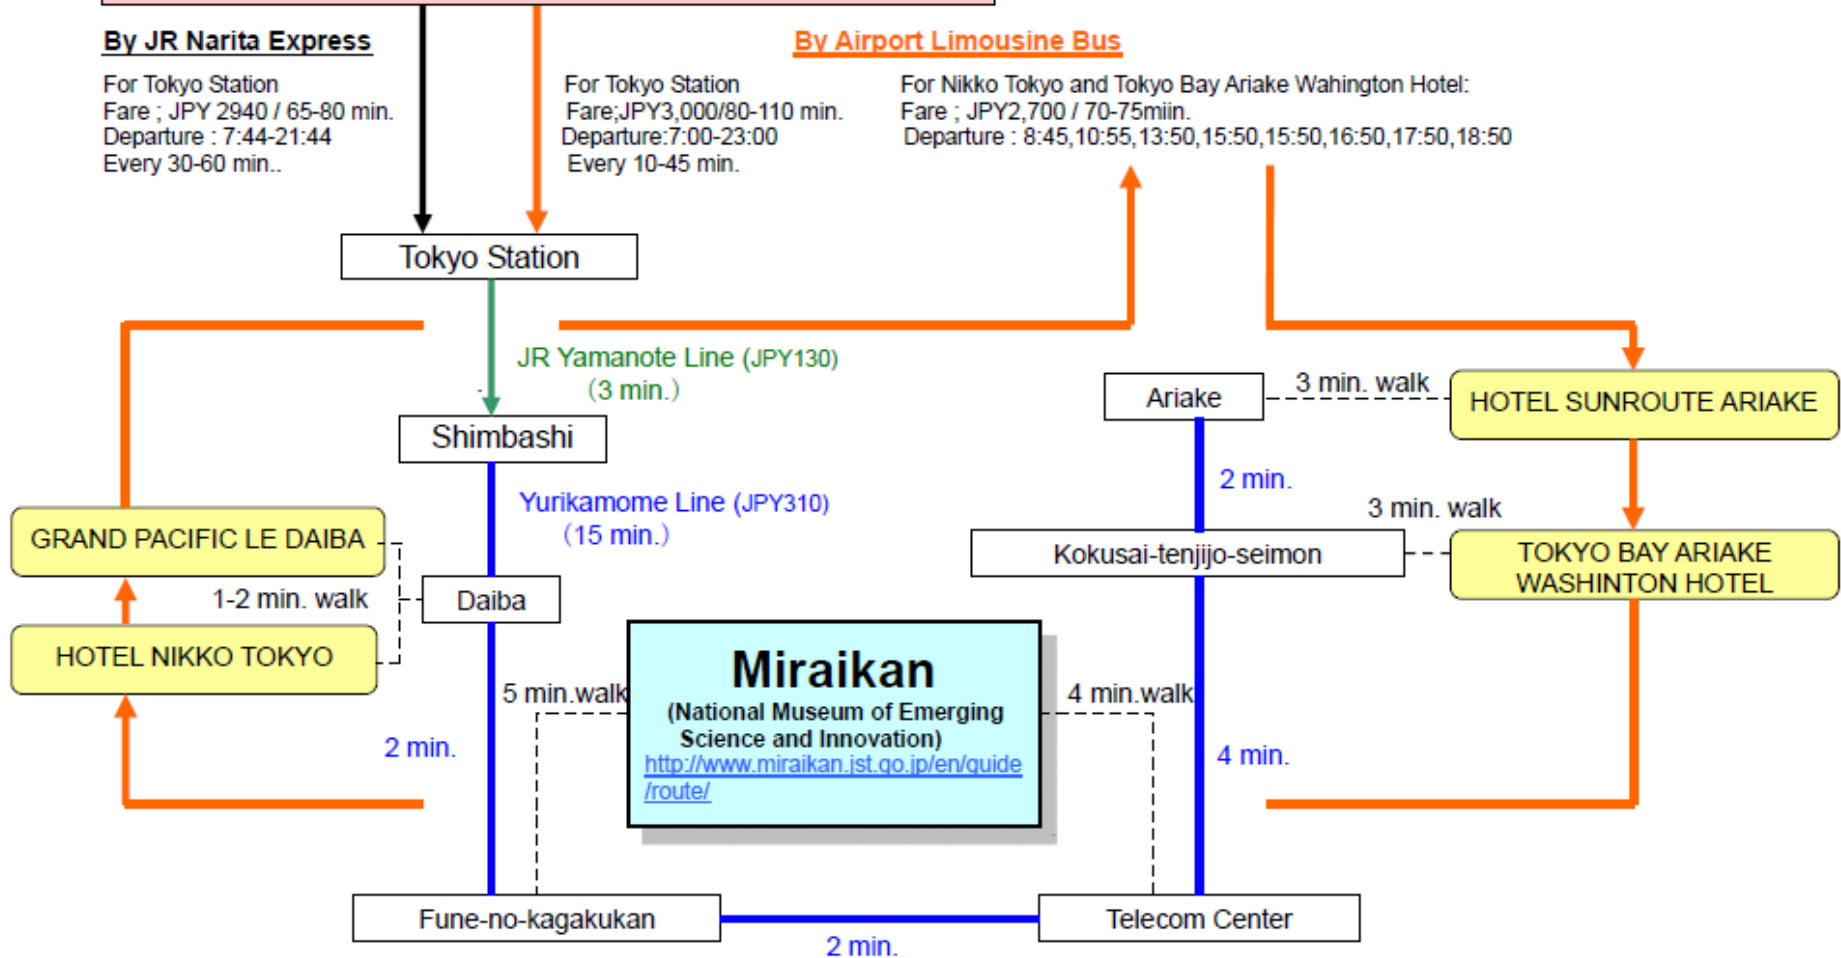 By JR Narita Express
By Airport Limousine Bus
For Tokyo Station
Fare ; JPY 2940 / 65-80 min.
Departure : 7:44-21:44
Every 30-60 min..
For Tokyo Station
Fare;JPY3,000/80-110 min.
Departure:7:00-23:00
Every 10-45 min.
For Nikko Tokyo and Tokyo Bay Ariake Wahington Hotel:
Fare ; JPY2,700 / 70-75miin.
Departure : 8:45,10:55,13:50,15:50,15:50,16:50,17:50,18:50
Tokyo Station
JR Yamanote Line (JPY130)
(3 min.)
Shimbashi
Yurikamome Line (JPY310)
(15 min.)
GRAND PACIFIC LE DAIBA
1-2 min. walk
Daiba
HOTEL NIKKO TOKYO
2 min.
5 min.walk
Miraikan
(National Museum of Emerging
Science and Innovation)
http://www.miraikan.jst.go.jp/en/guide
/route/
4 min.walk
Ariake
3 min. walk
HOTEL SUNROUTE ARIAKE
2 min.
3 min. walk
Kokusai-tenjijo-seimon
TOKYO BAY ARIAKE
WASHINTON HOTEL
4 min.
Fune-no-kagakukan
2 min.
Telecom Center